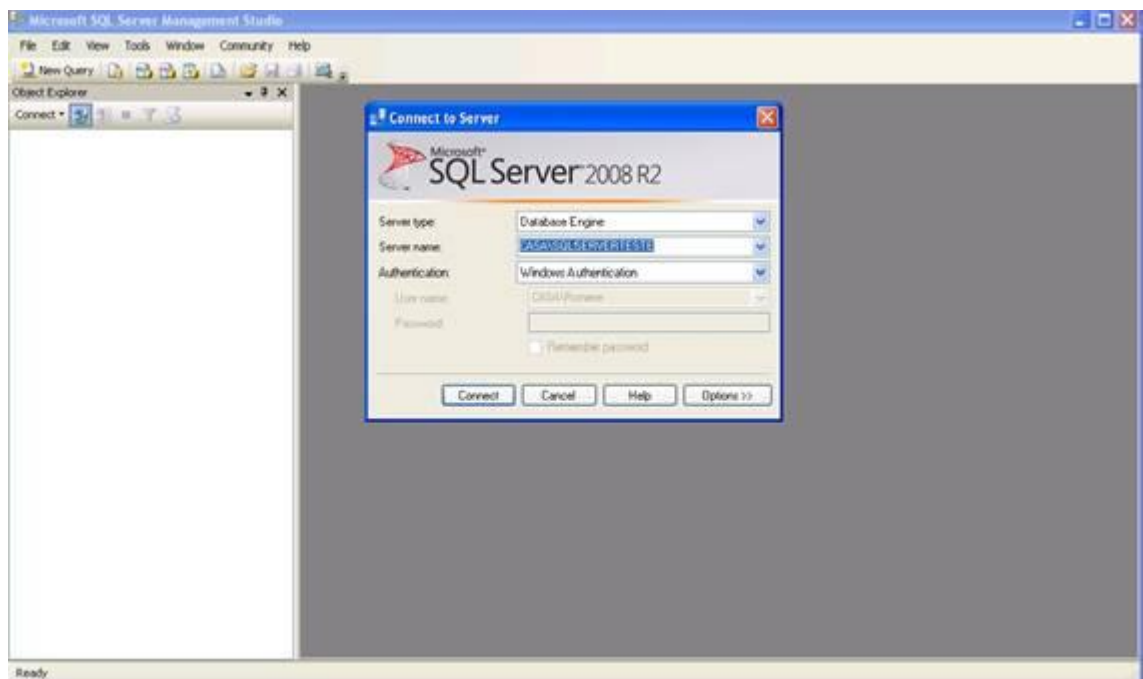 Microsoft SQL Server Management Studio
File Edit View Tools Window Community Help
New Query
Object Explorer
Connect
Connect to Server
Microsoft®
SQL Server 2008 R2
Server type:
Database Engine
Server name:
CASA\SQLSERVERTESTE
Authentication:
Windows Authentication
User name:
Password:
Remember password
Connect Cancel Help Options >>
Ready